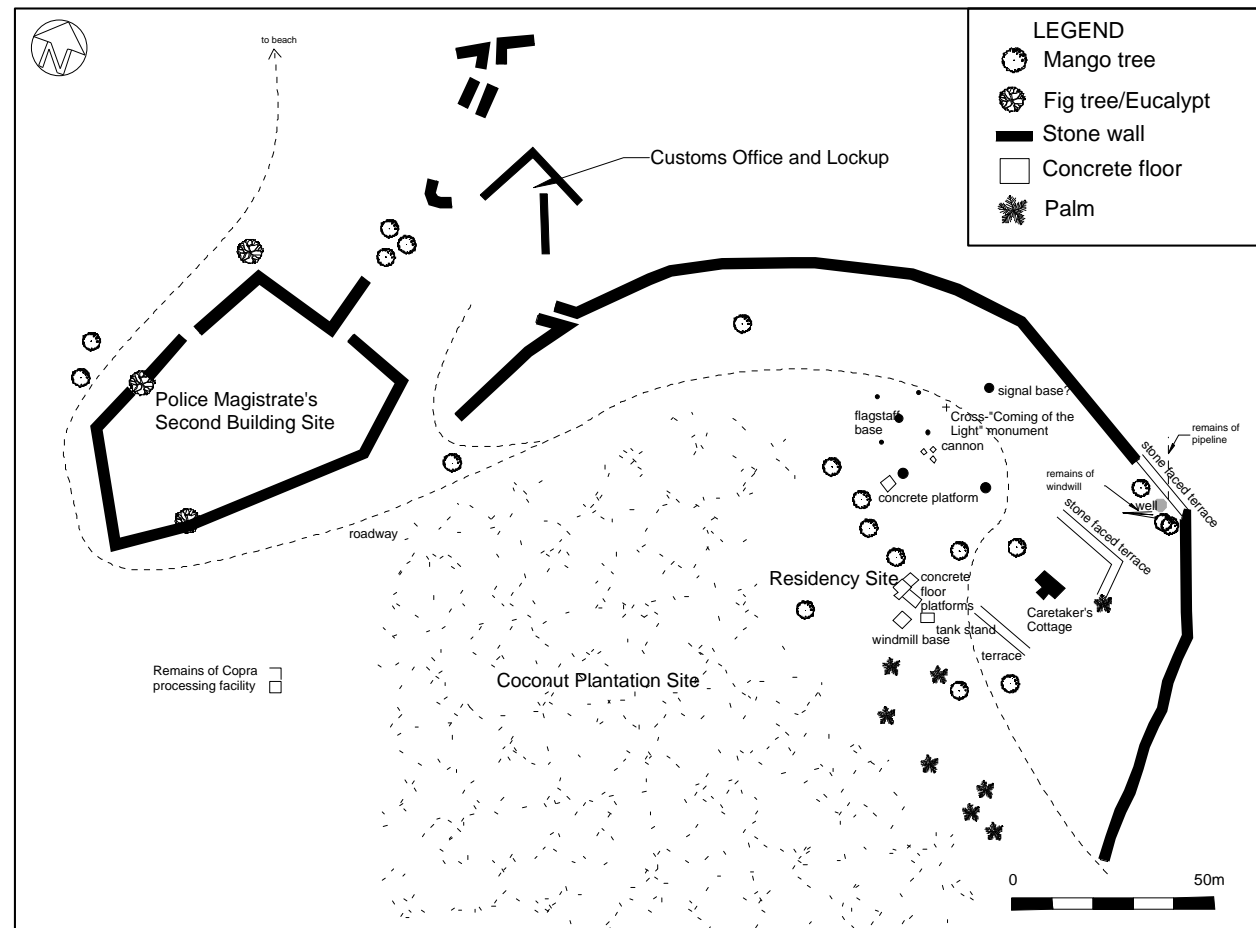 to beach
N
LEGEND
Mango tree
Fig tree/Eucalypt
Stone wall
Concrete floor
Palm
Customs Office and Lockup
Police Magistrate's
Second Building Site
signal base?
flagstaff
base
Cross-"Coming of the
Light" monument
cannon
concrete platform
remains of
pipeline
stone faced terrace
remains of
windwill
well
stone faced terrace
roadway
Residency Site
concrete
floor
platforms
Caretaker's
Cottage
tank stand
windmill base
terrace
Remains of Copra
processing facility
Coconut Plantation Site
0 50m